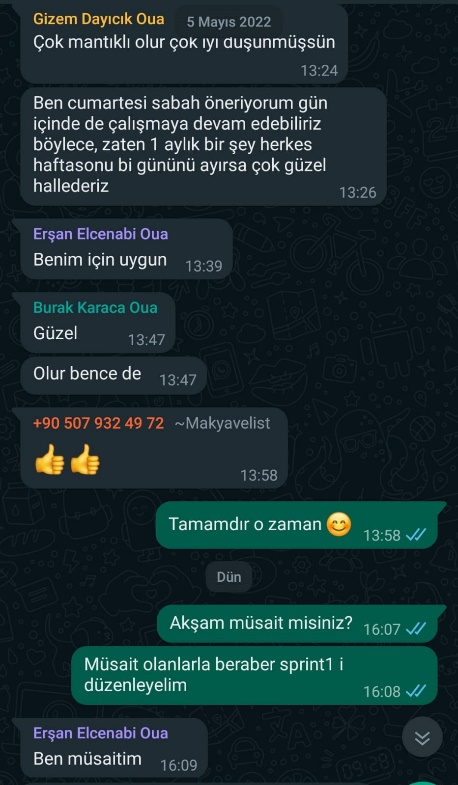 Gizem Dayıcık Oua
5 Mayıs 2022
Çok mantıklı olur çok iyi düşünmüşsün
13:24
Ben cumartesi sabah öneriyorum gün
içinde de çalışmaya devam edebiliriz
böylece, zaten 1 aylık bir şey herkes
haftasonu bi gününü ayırsa çok güzel
hallederiz
13:26
Erşan Elcenabi Oua
Benim için uygun 13:39
Burak Karaca Oua
Güzel 13:47
Olur bence de 13:47
+90 507 932 49 72 ~Makyavelist
👍👍
13:58
Tamamdır o zaman 😊 13:58
Dün
Akşam müsait misiniz? 16:07
Müsait olanlarla beraber sprint1 i
düzenleyelim 16:08
Erşan Elcenabi Oua
Ben müsaitim 16:09